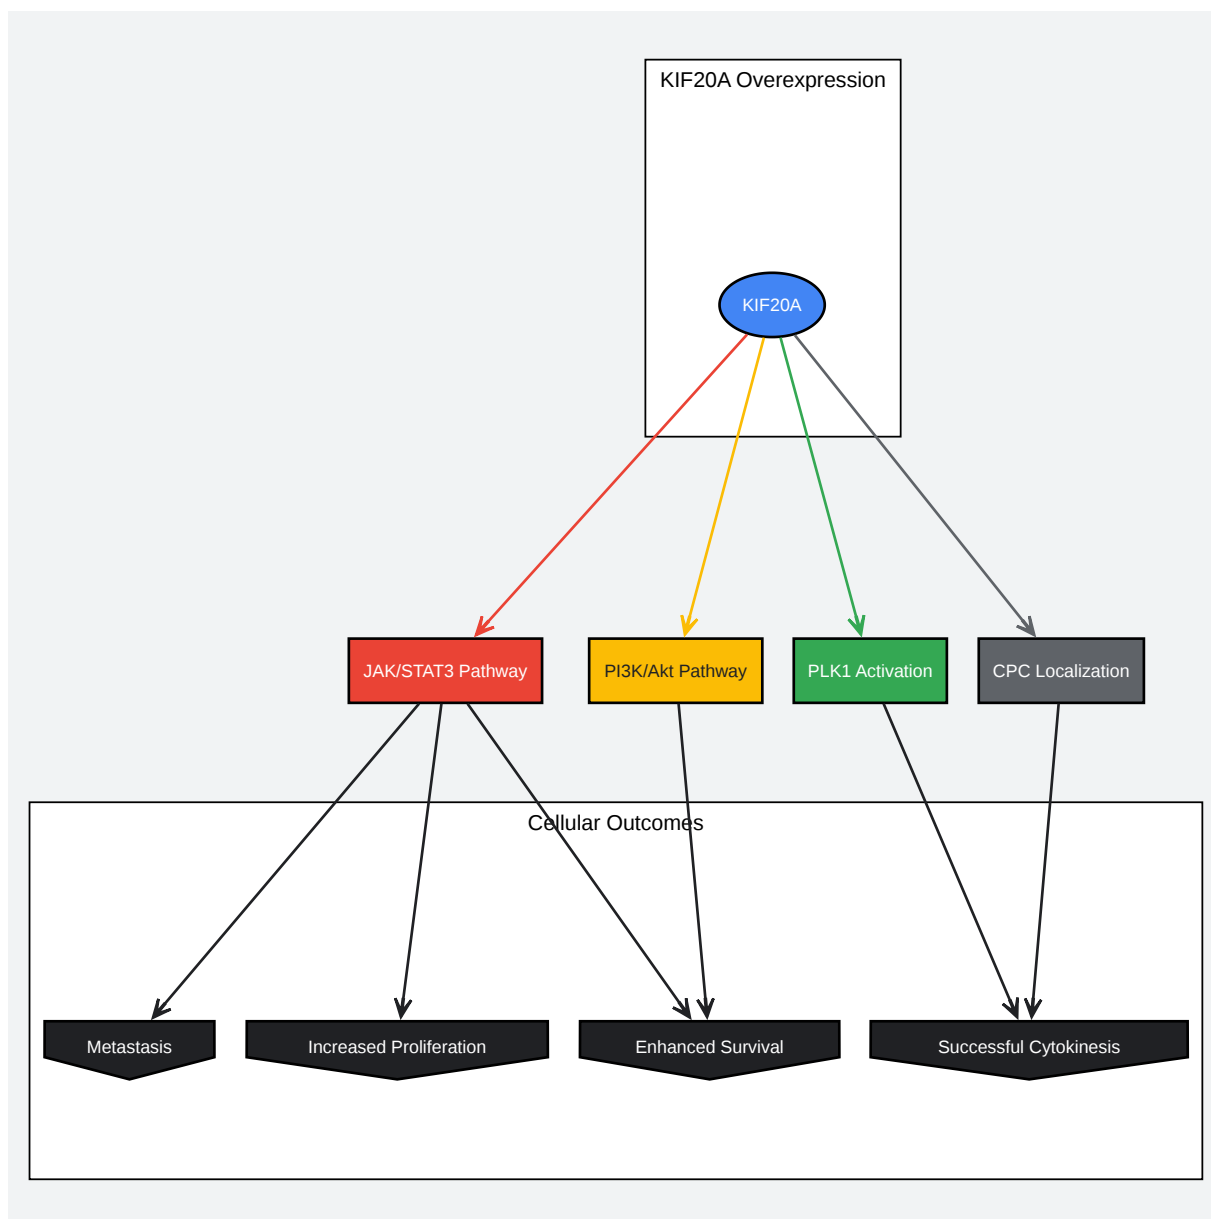 KIF20A Overexpression
KIF20A
JAK/STAT3 Pathway
PI3K/Akt Pathway
PLK1 Activation
CPC Localization
Cellular Outcomes
Metastasis
Increased Proliferation
Enhanced Survival
Successful Cytokinesis